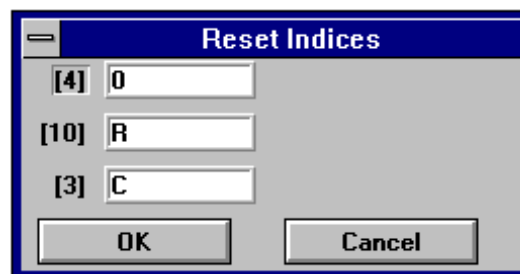 Reset Indices
[4] 0
[10] R
[3] C
OK Cancel